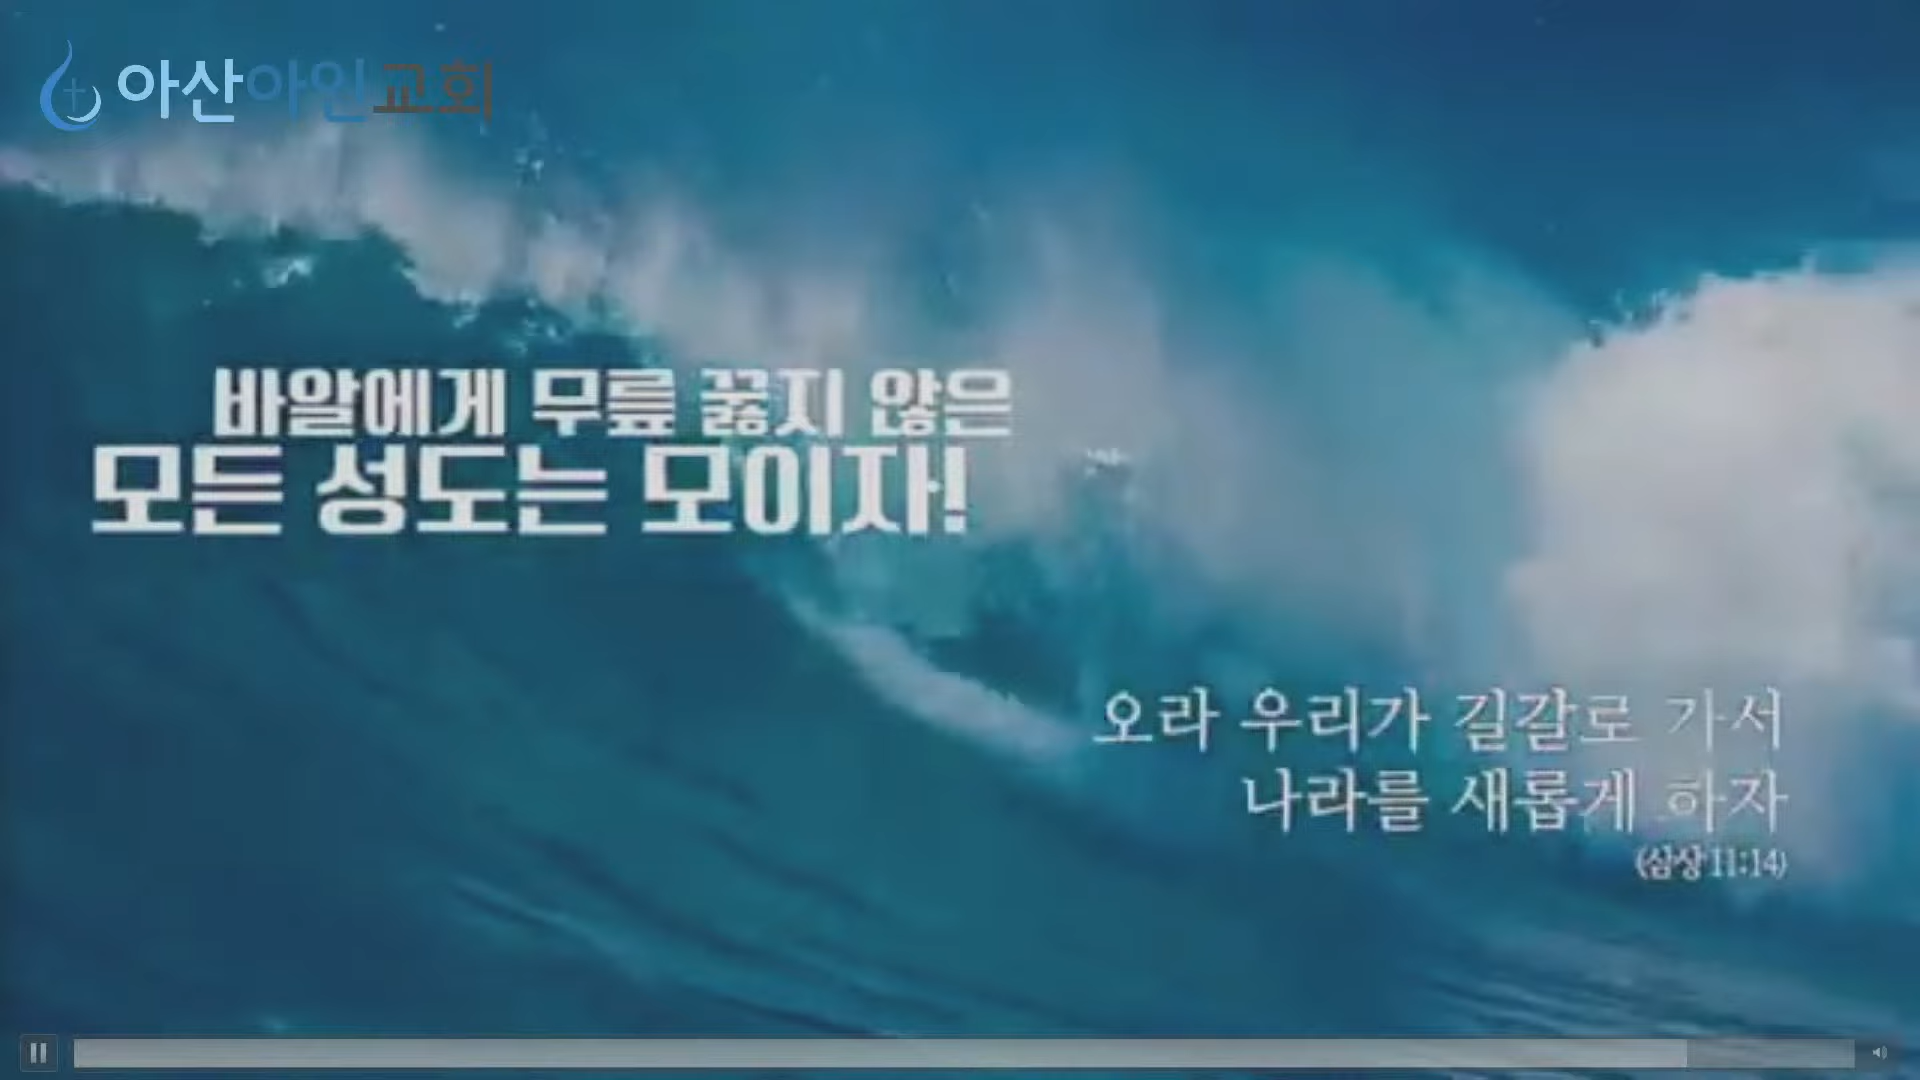 아산아인교회
바알에게 무릎 꿇지 않은
모든 성도는 모이자!
오라 우리가 길갈로 가서
나라를 새롭게 하자
(삼상 11:14)